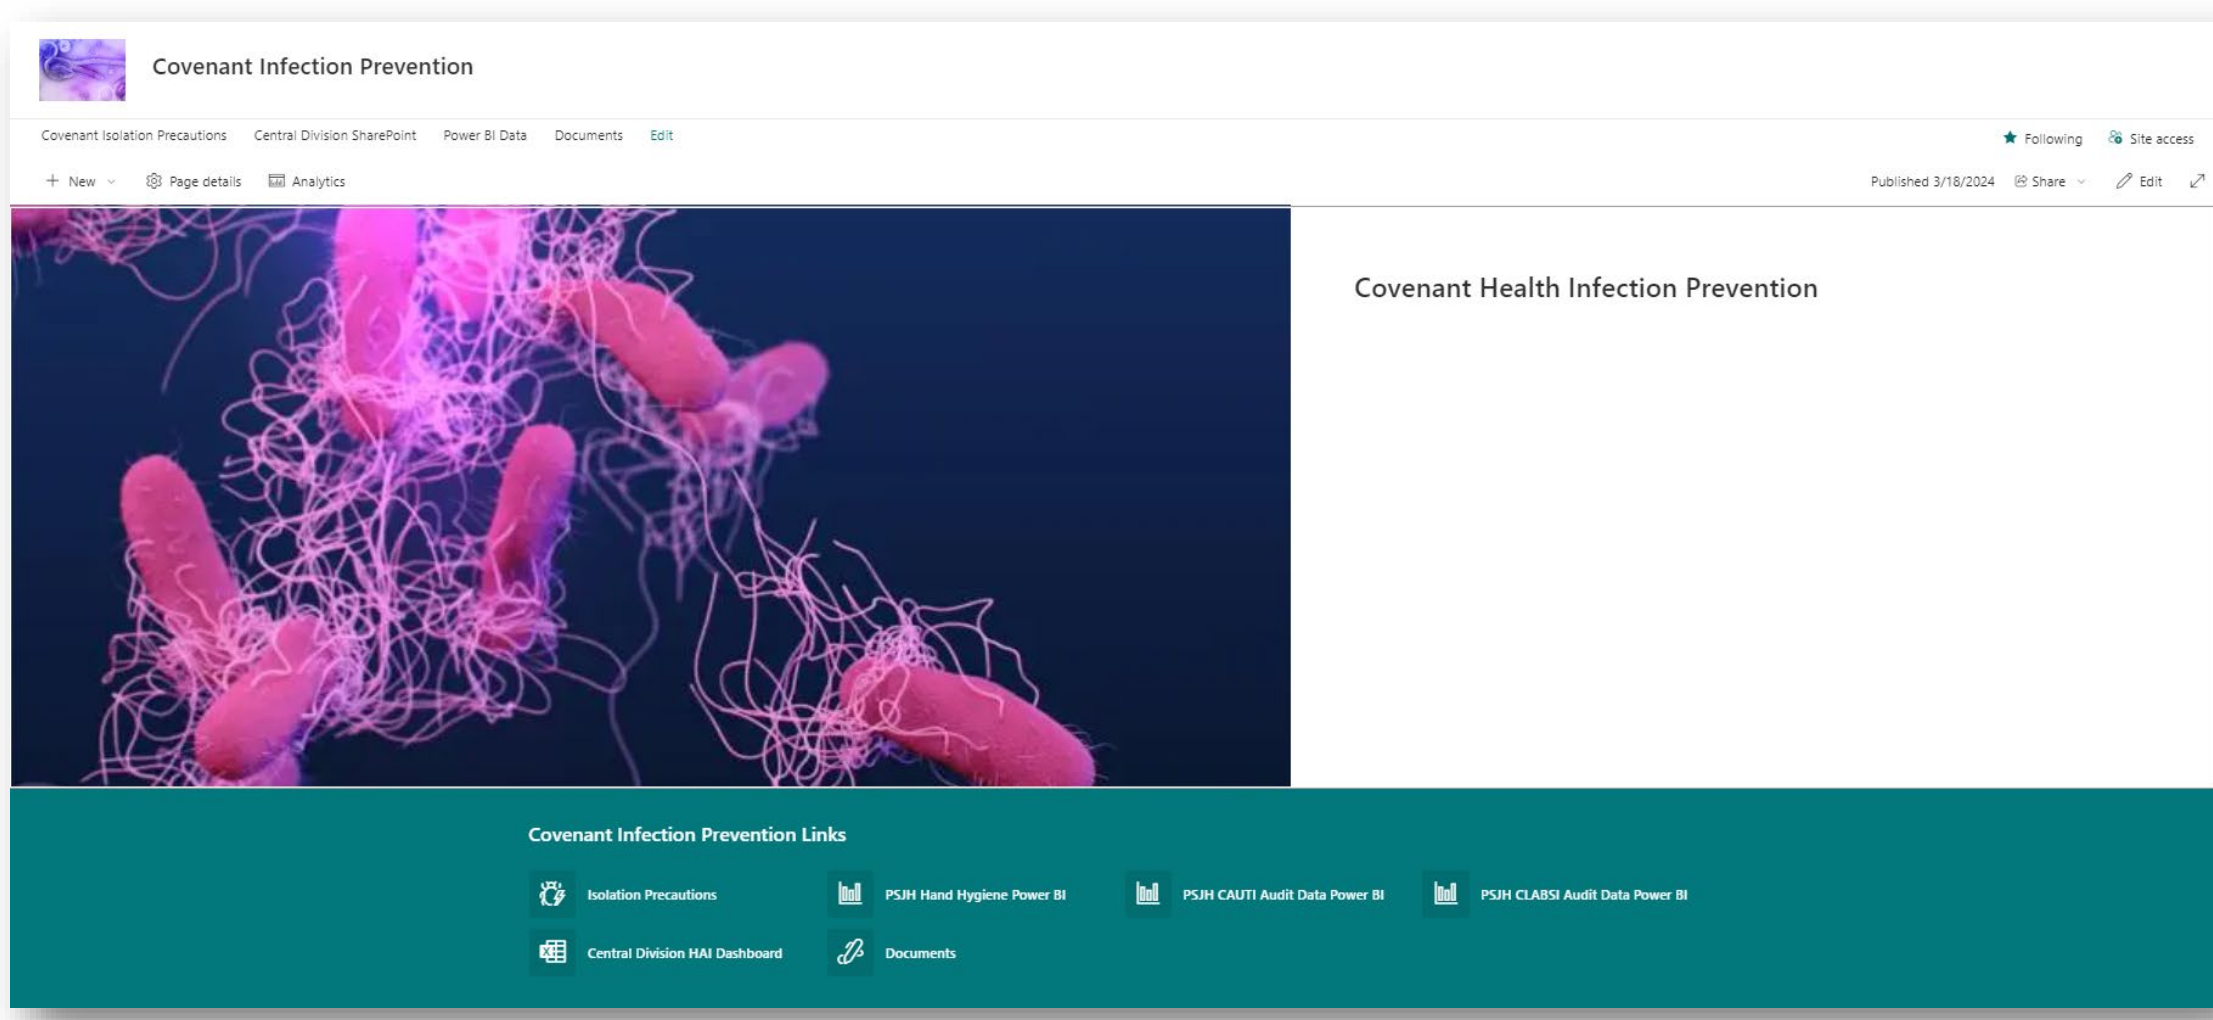 Covenant Infection Prevention
Covenant Isolation Precautions Central Division SharePoint Power BI Data Documents Edit
Following Site access
New Page details Analytics
Published 3/18/2024 Share Edit
Covenant Health Infection Prevention
Covenant Infection Prevention Links
Isolation Precautions PSJH Hand Hygiene Power BI PSJH CAUTI Audit Data Power BI PSJH CLABSI Audit Data Power BI
Central Division HAI Dashboard Documents